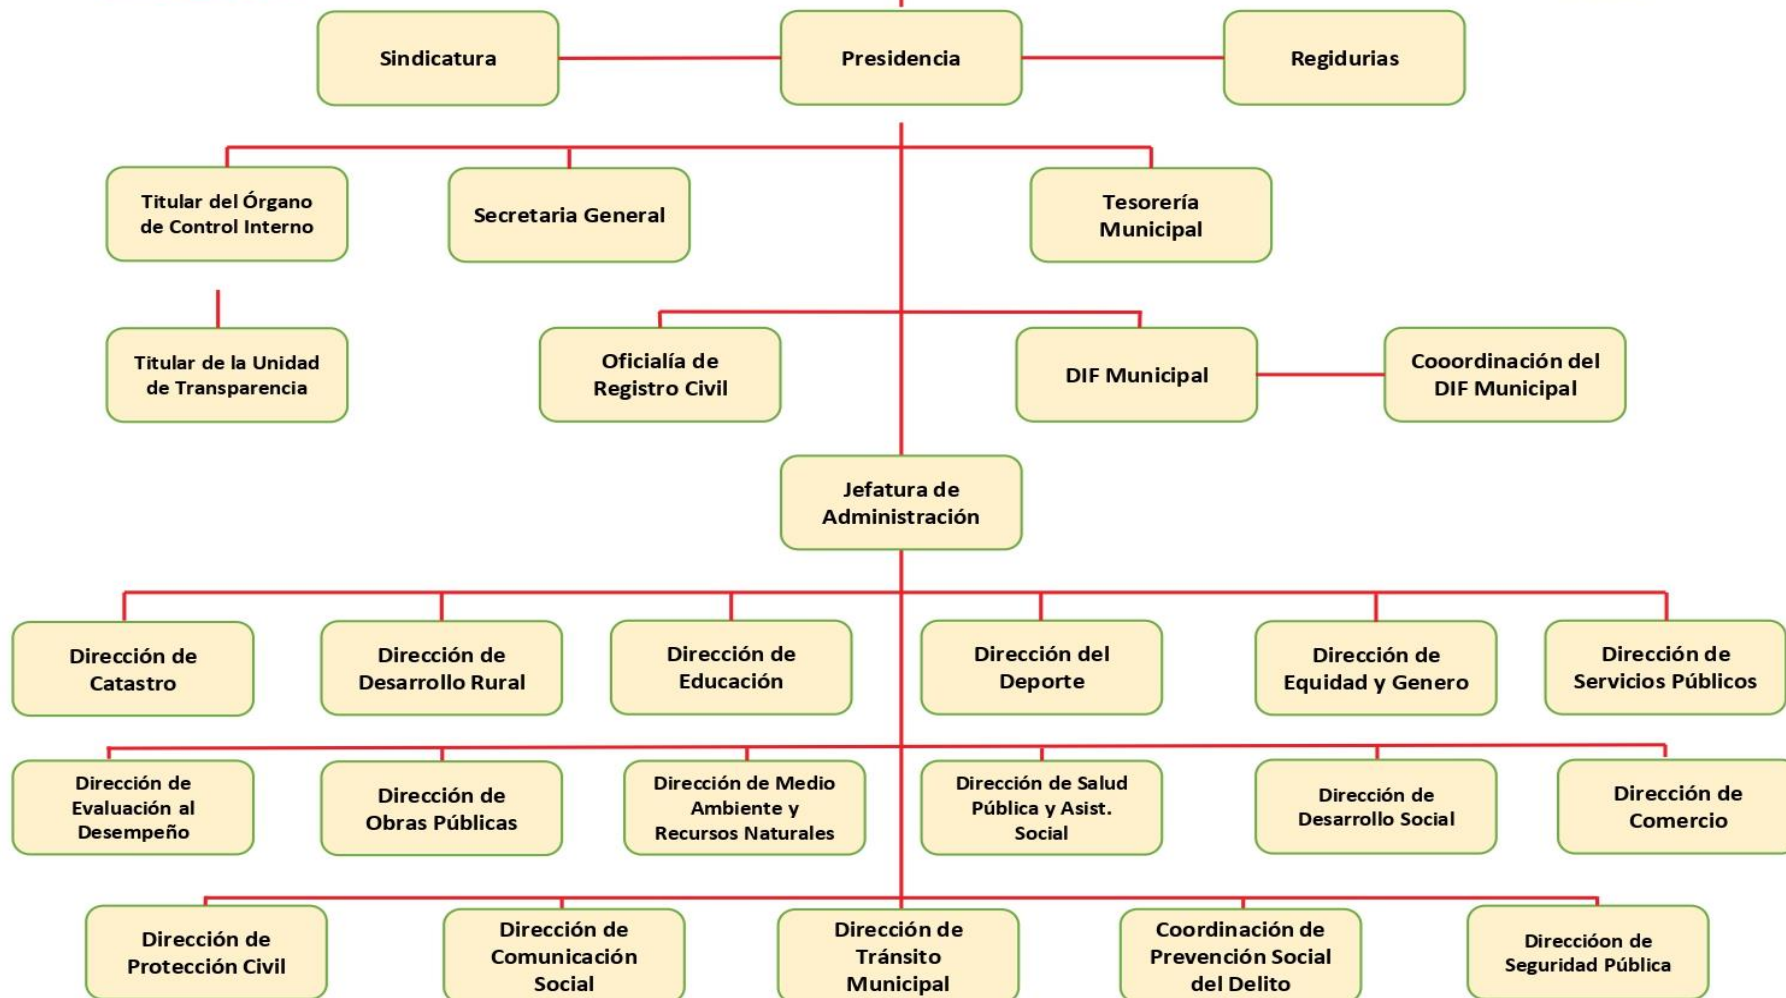 Sindicatura
Presidencia
Regidurias
Titular del Órgano
de Control Interno
Secretaria General
Tesorería
Municipal
Titular de la Unidad
de Transparencia
Oficialía de
Registro Civil
DIF Municipal
Cooordinación del
DIF Municipal
Jefatura de
Administración
Dirección de
Catastro
Dirección de
Desarrollo Rural
Dirección de
Educación
Dirección del
Deporte
Dirección de
Equidad y Genero
Dirección de
Servicios Públicos
Dirección de
Evaluación al
Desempeño
Dirección de
Obras Públicas
Dirección de Medio
Ambiente y
Recursos Naturales
Dirección de Salud
Pública y Asist.
Social
Dirección de
Desarrollo Social
Dirección de
Comercio
Dirección de
Protección Civil
Dirección de
Comunicación
Social
Dirección de
Tránsito
Municipal
Coordinación de
Prevención Social
del Delito
Direccióon de
Seguridad Pública